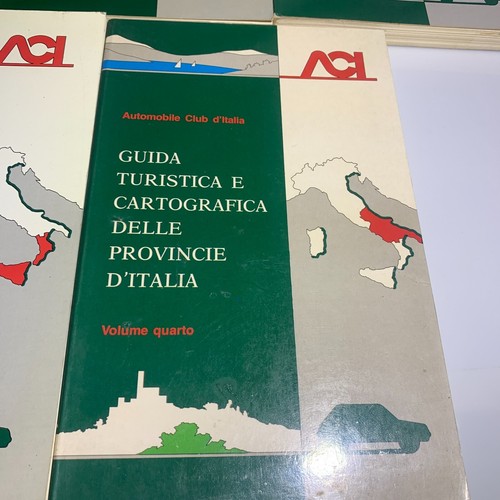 ACI
ACI
Automobile Club d'Italia
GUIDA
TURISTICA E
CARTOGRAFICA
DELLE
PROVINCIE
D'ITALIA
Volume quarto